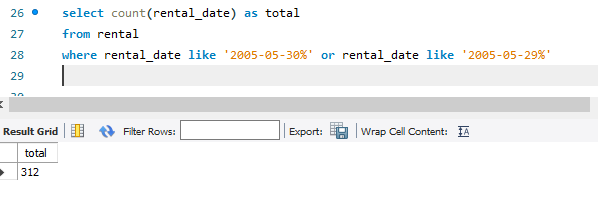 26 select count(rental_date) as total
27 from rental
28 where rental_date like '2005-05-30%' or rental_date like '2005-05-29%'
29
Result Grid Filter Rows: Export: Wrap Cell Content: IA
total
312